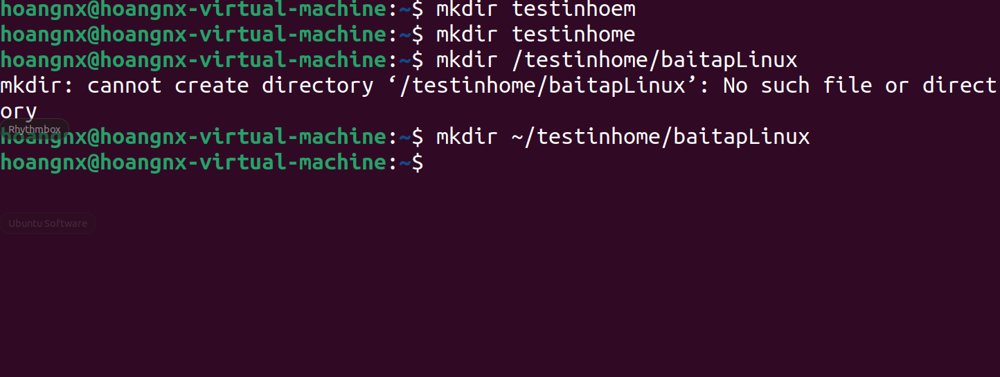 hoangnx@hoangnx-virtual-machine:~$ mkdir testinhoem
hoangnx@hoangnx-virtual-machine:~$ mkdir testinhome
hoangnx@hoangnx-virtual-machine:~$ mkdir /testinhome/baitapLinux
mkdir: cannot create directory ‘/testinhome/baitapLinux’: No such file or direct
ory
Rhythmbox
hoangnx@hoangnx-virtual-machine:~$ mkdir ~/testinhome/baitapLinux
hoangnx@hoangnx-virtual-machine:~$
Ubuntu Software